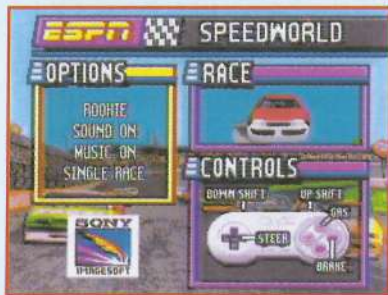 ESPN SPEEDWORLD
OPTIONS
ROOKIE
SOUND ON
MUSIC ON
SINGLE RACE
SONY
IMAGESOFT
RACE
CONTROLS
DOWN SHIFT UP SHIFT
GAS
STEER
BRAKE